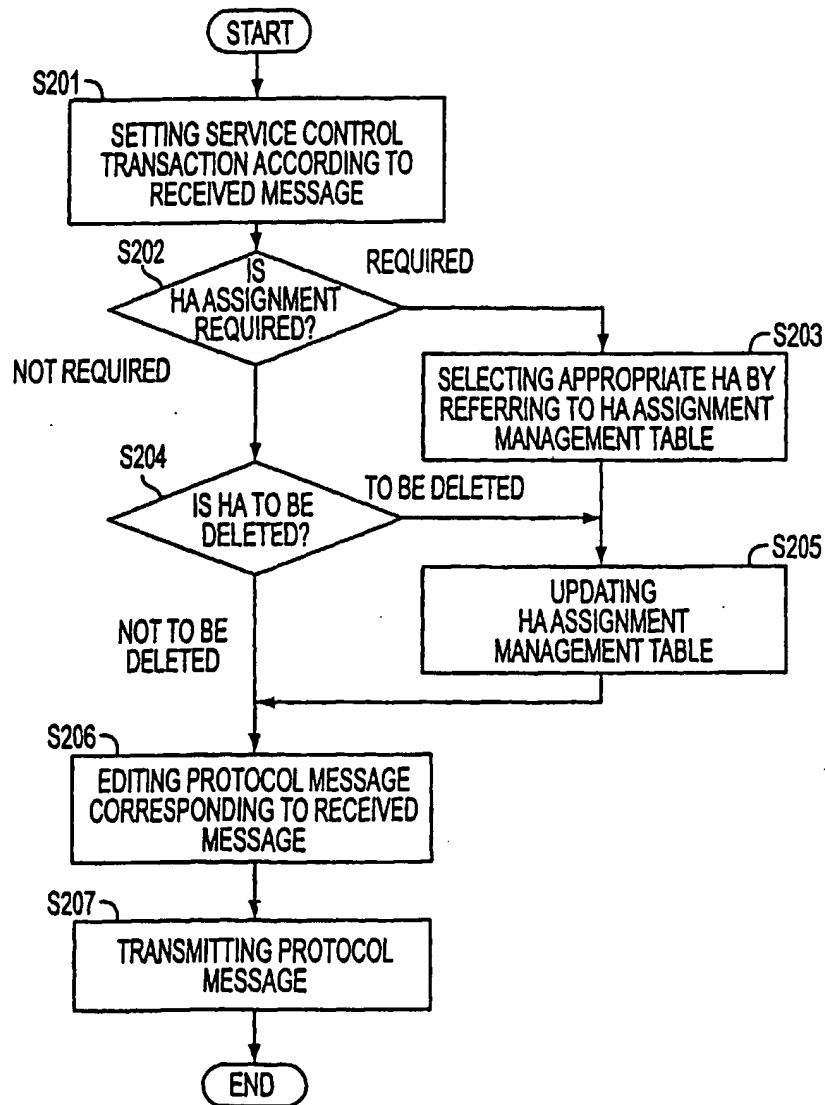 START
S201
SETTING SERVICE CONTROL
TRANSACTION ACCORDING TO
RECEIVED MESSAGE
S202
IS
HA ASSIGNMENT
REQUIRED?
REQUIRED
NOT REQUIRED
S203
SELECTING APPROPRIATE HA BY
REFERRING TO HA ASSIGNMENT
MANAGEMENT TABLE
S204
IS HA TO BE
DELETED?
TO BE DELETED
NOT TO BE
DELETED
S205
UPDATING
HA ASSIGNMENT
MANAGEMENT TABLE
S206
EDITING PROTOCOL MESSAGE
CORRESPONDING TO RECEIVED
MESSAGE
S207
TRANSMITTING PROTOCOL
MESSAGE
END